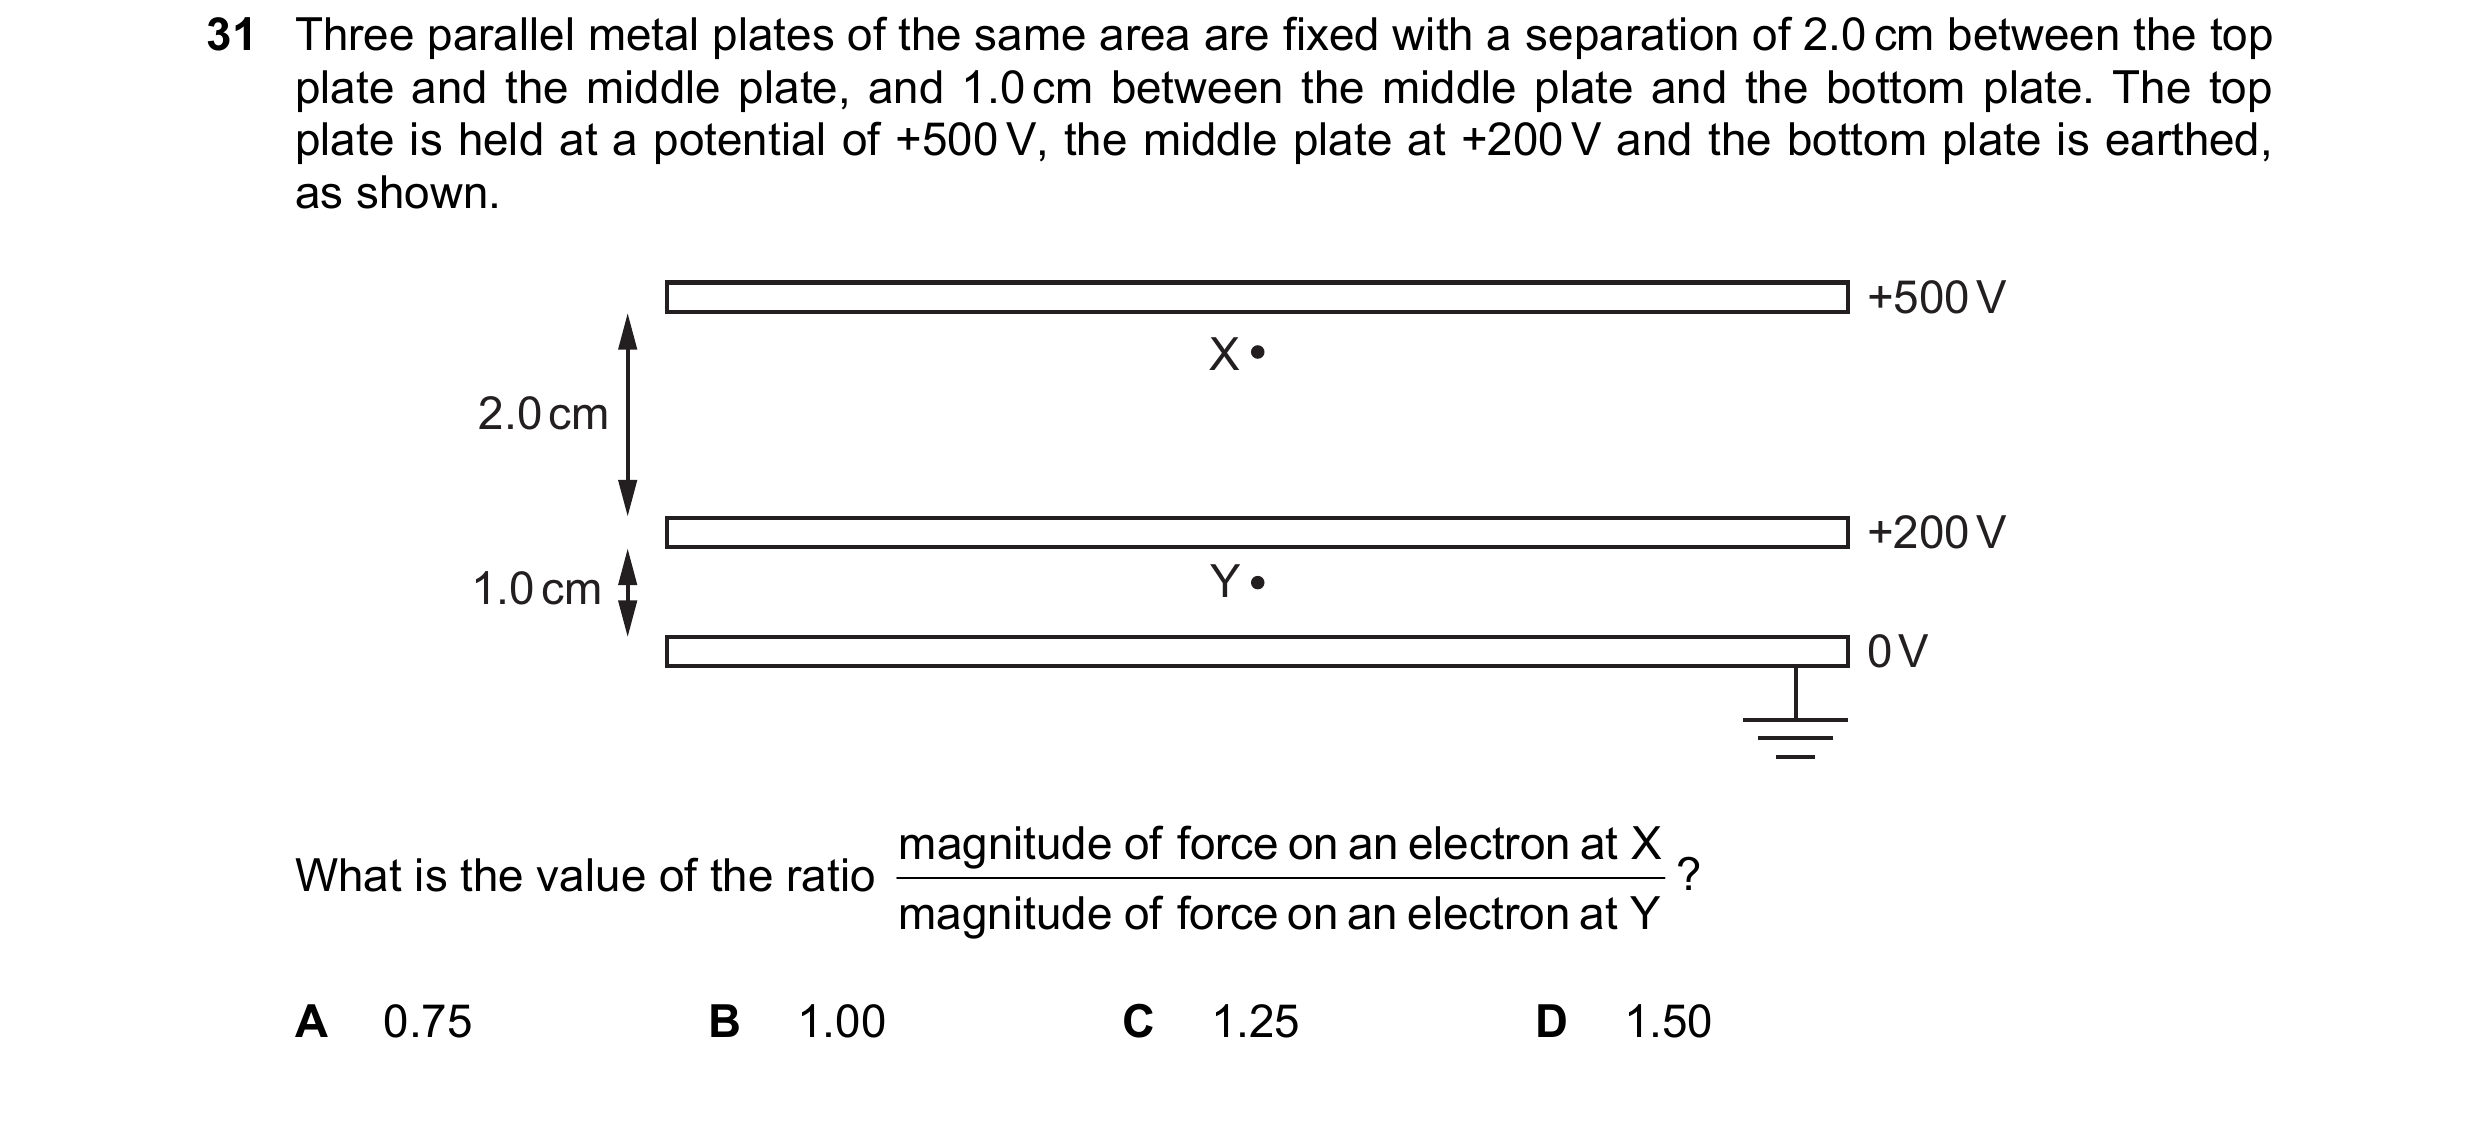 31 Three parallel metal plates of the same area are fixed with a separation of 2.0 cm between the top
plate and the middle plate, and 1.0 cm between the middle plate and the bottom plate. The top
plate is held at a potential of +500 V, the middle plate at +200 V and the bottom plate is earthed,
as shown.
+500 V
X
2.0 cm
+200 V
Y
1.0 cm
0 V
magnitude of force on an electron at X
What is the value of the ratio ?
magnitude of force on an electron at Y
A 0.75 B 1.00 C 1.25 D 1.50